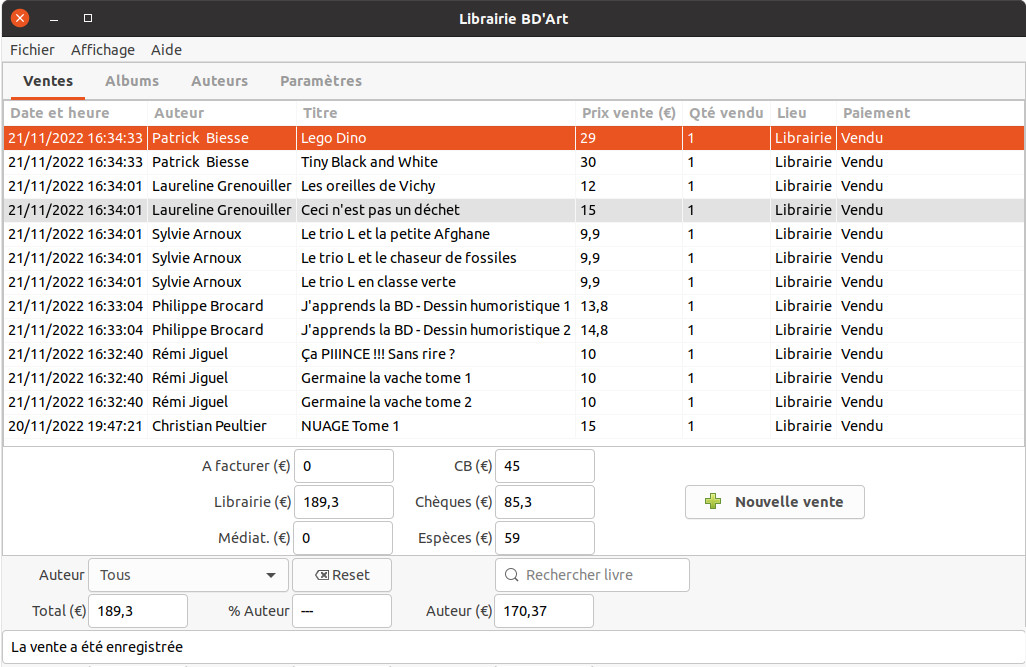 Librairie BD'Art
Fichier Affichage Aide
Ventes Albums Auteurs Paramètres
Date et heure Auteur Titre Prix vente (€) Qté vendu Lieu Paiement
21/11/2022 16:34:33 Patrick Biesse Lego Dino 29 1 Librairie Vendu
21/11/2022 16:34:33 Patrick Biesse Tiny Black and White 30 1 Librairie Vendu
21/11/2022 16:34:01 Laureline Grenouiller Les oreilles de Vichy 12 1 Librairie Vendu
21/11/2022 16:34:01 Laureline Grenouiller Ceci n'est pas un déchet 15 1 Librairie Vendu
21/11/2022 16:34:01 Sylvie Arnoux Le trio L et la petite Afghane 9,9 1 Librairie Vendu
21/11/2022 16:34:01 Sylvie Arnoux Le trio L et le chaseur de fossiles 9,9 1 Librairie Vendu
21/11/2022 16:34:01 Sylvie Arnoux Le trio L en classe verte 9,9 1 Librairie Vendu
21/11/2022 16:33:04 Philippe Brocard J'apprends la BD - Dessin humoristique 1 13,8 1 Librairie Vendu
21/11/2022 16:33:04 Philippe Brocard J'apprends la BD - Dessin humoristique 2 14,8 1 Librairie Vendu
21/11/2022 16:32:40 Rémi Jiguel Ça PIIINCE !!! Sans rire ? 10 1 Librairie Vendu
21/11/2022 16:32:40 Rémi Jiguel Germaine la vache tome 1 10 1 Librairie Vendu
21/11/2022 16:32:40 Rémi Jiguel Germaine la vache tome 2 10 1 Librairie Vendu
20/11/2022 19:47:21 Christian Peultier NUAGE Tome 1 15 1 Librairie Vendu
A facturer (€) 0 CB (€) 45
Librairie (€) 189,3 Chèques (€) 85,3 Nouvelle vente
Médiat. (€) 0 Espèces (€) 59
Auteur Tous Reset Rechercher livre
Total (€) 189,3 % Auteur --- Auteur (€) 170,37
La vente a été enregistrée